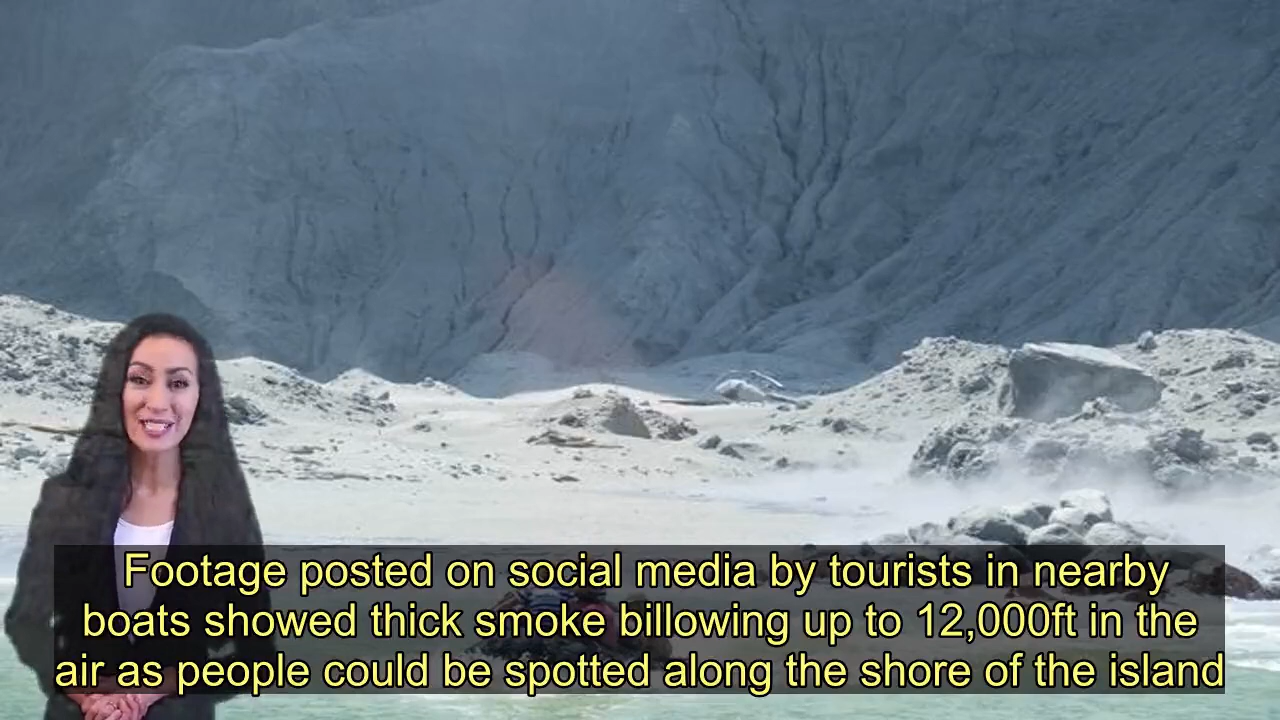 Footage posted on social media by tourists in nearby
boats showed thick smoke billowing up to 12,000ft in the
air as people could be spotted along the shore of the island